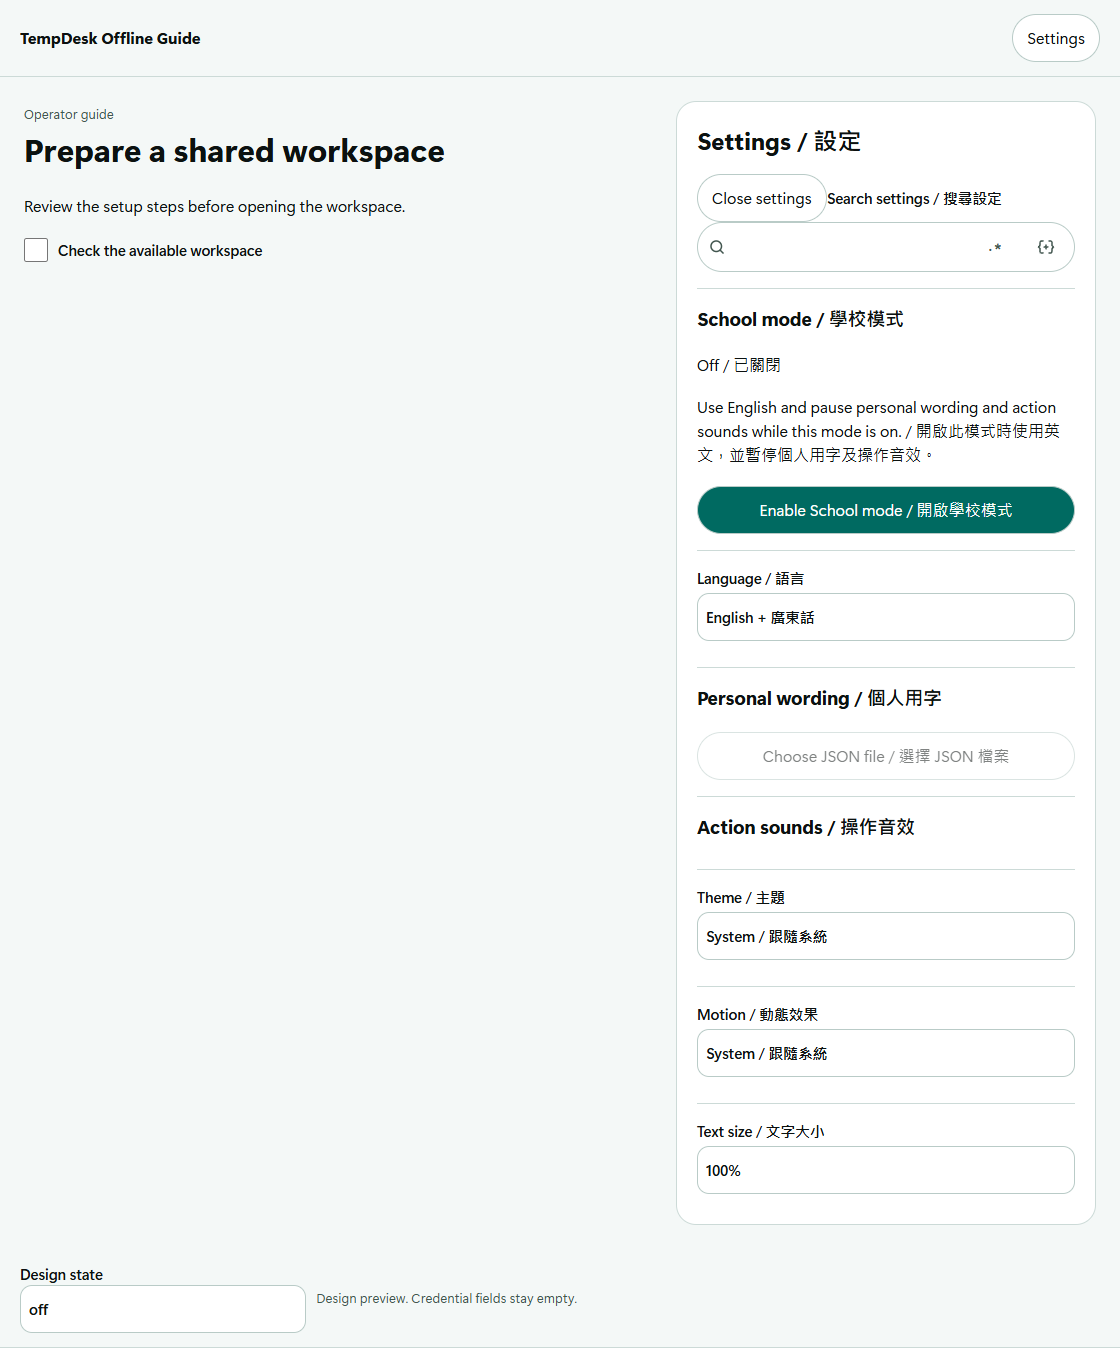 TempDesk Offline Guide
Settings
Operator guide
Prepare a shared workspace
Review the setup steps before opening the workspace.
Check the available workspace
Settings / 設定
Close settings
Search settings / 搜尋設定
.*
{+}
School mode / 學校模式
Off / 已關閉
Use English and pause personal wording and action
sounds while this mode is on. / 開啟此模式時使用英
文，並暫停個人用字及操作音效。
Enable School mode / 開啟學校模式
Language / 語言
English + 廣東話
Personal wording / 個人用字
Choose JSON file / 選擇 JSON 檔案
Action sounds / 操作音效
Theme / 主題
System / 跟隨系統
Motion / 動態效果
System / 跟隨系統
Text size / 文字大小
100%
Design state
off
Design preview. Credential fields stay empty.